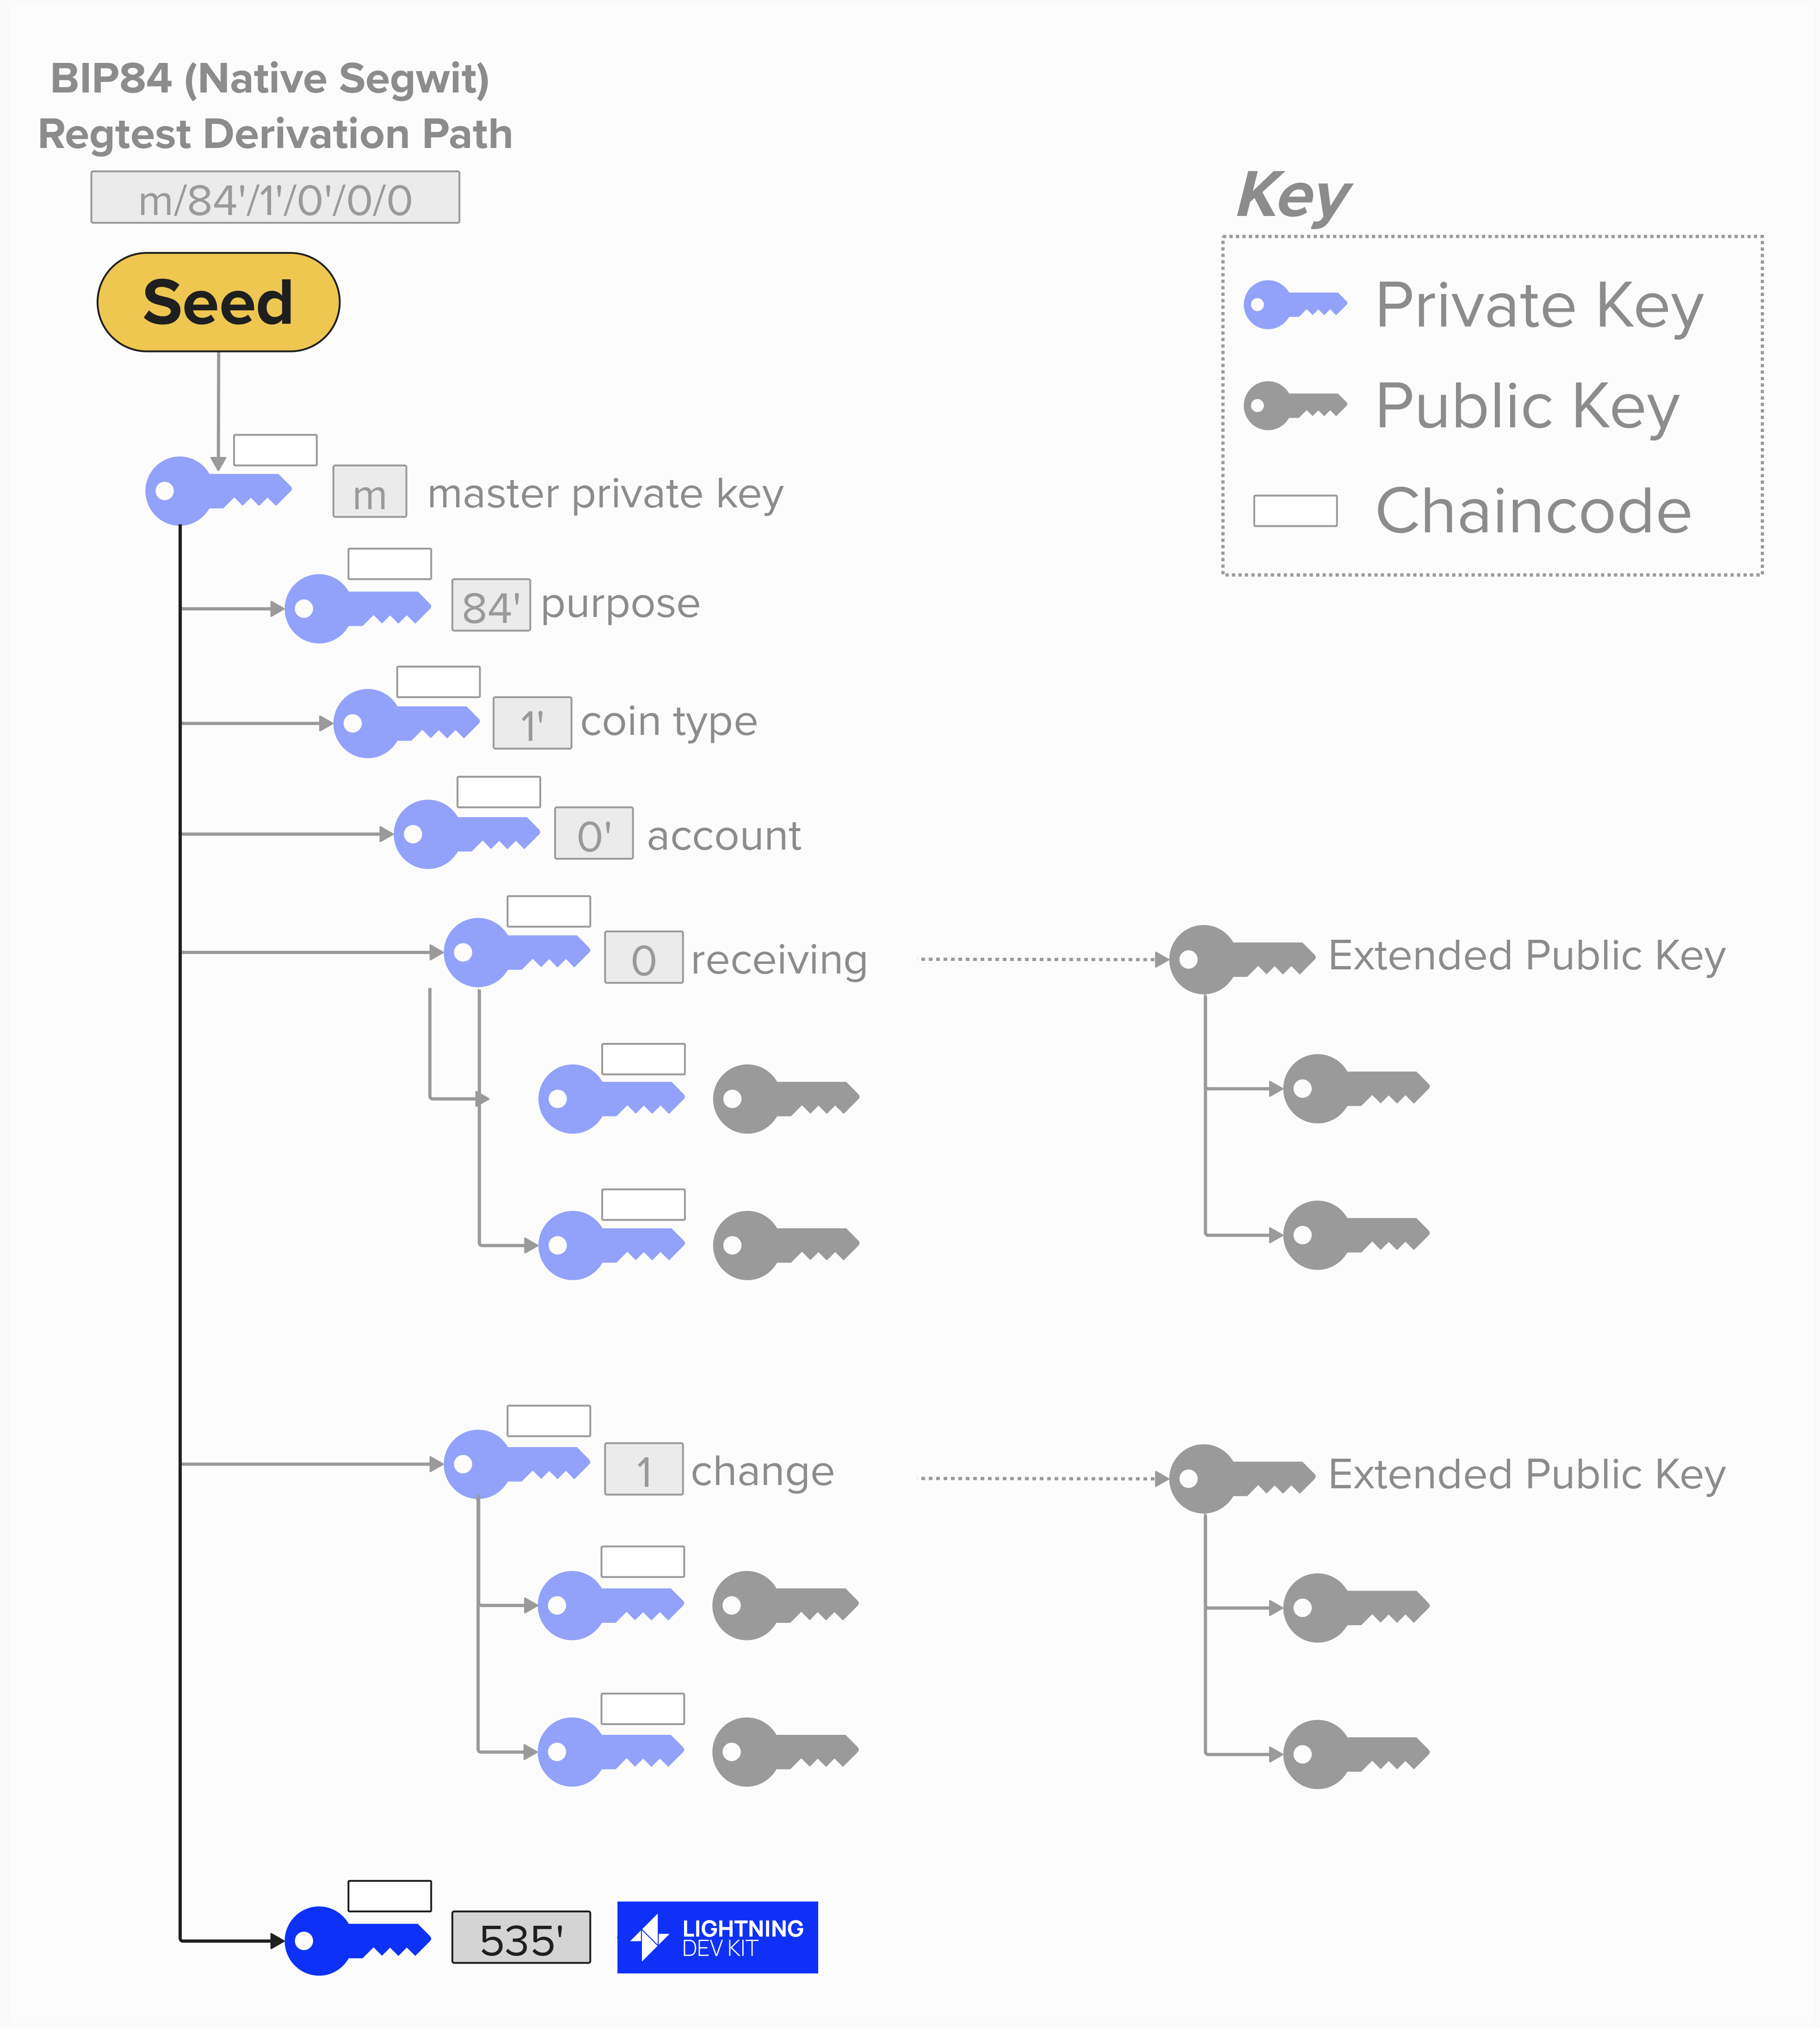 BIP84 (Native Segwit)
Regtest Derivation Path
m/84'/1'/0'/0/0
Seed
Key
Private Key
Public Key
Chaincode
m master private key
84' purpose
1' coin type
0' account
0 receiving
Extended Public Key
1 change
Extended Public Key
535'
LIGHTNING
DEV KIT